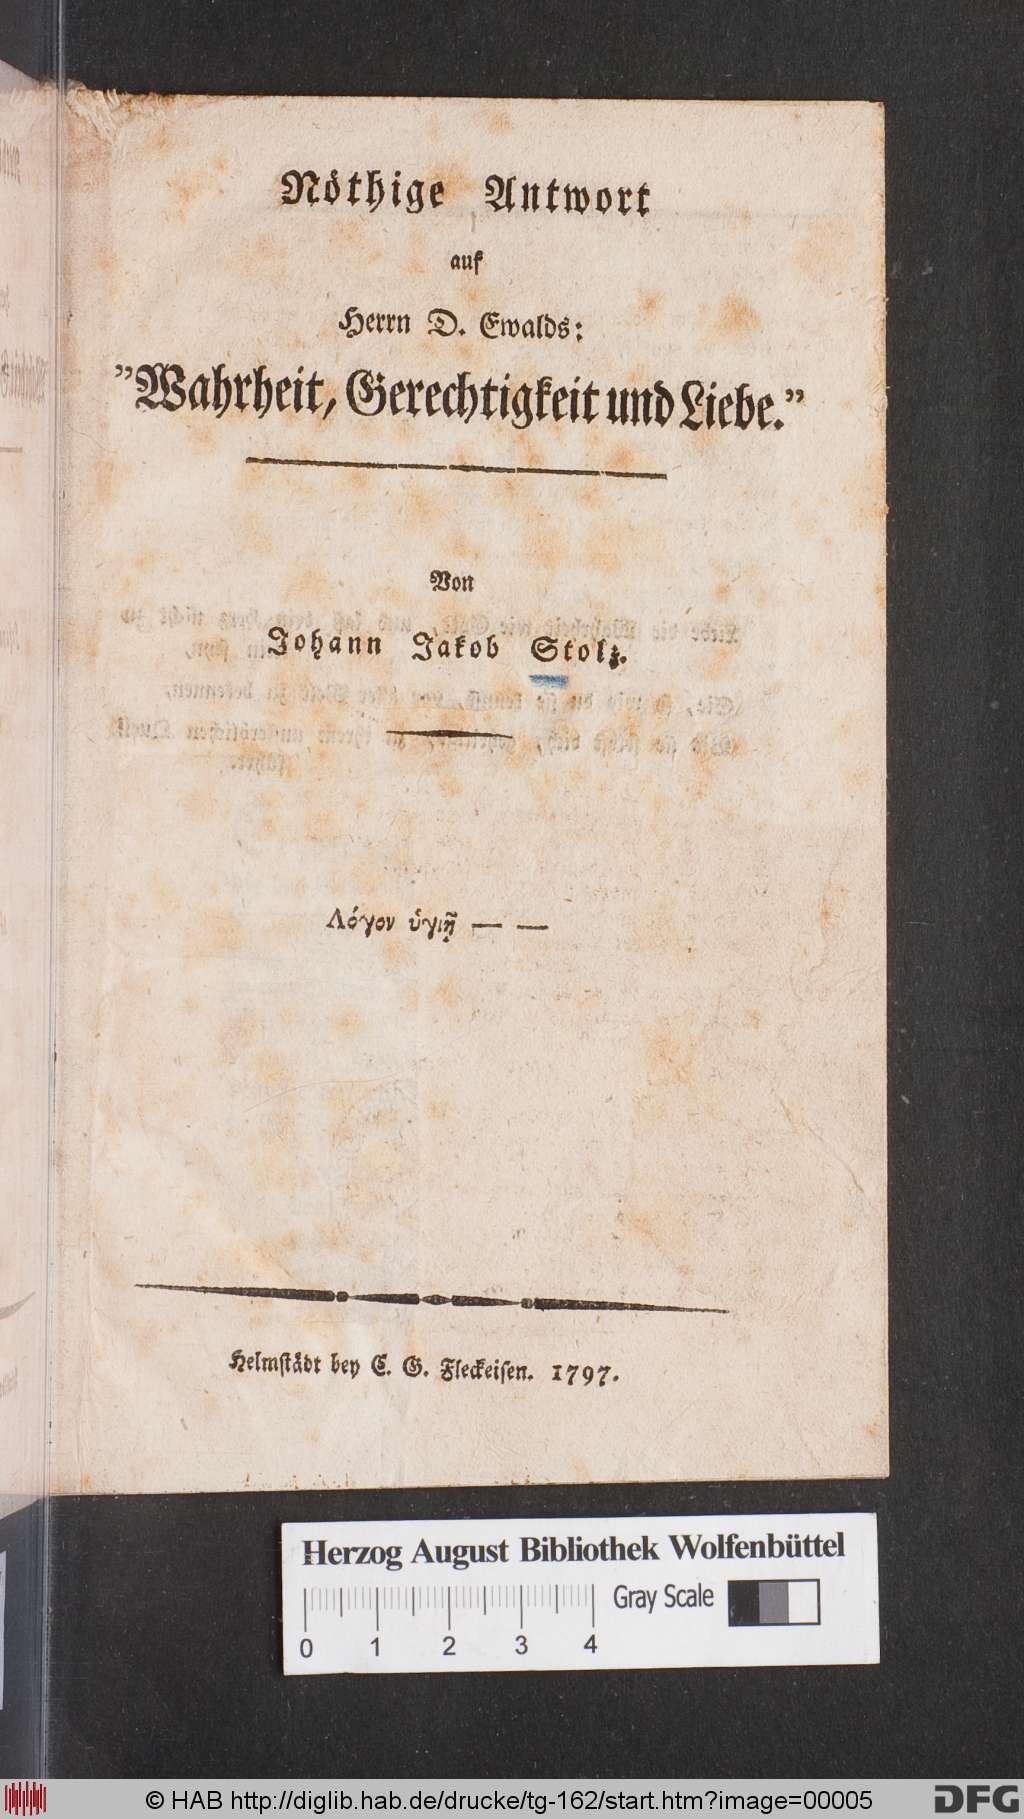 Nöthige Antwort
auf
Herrn D. Ewalds:
"Wahrheit, Gerechtigkeit und Liebe."
Von
Johann Jakob Stolz.
Λόγον ὑγιῆ — —
Helmſtädt bey C. G. Fleckeiſen. 1797.
Herzog August Bibliothek Wolfenbüttel
Gray Scale
0 1 2 3 4
© HAB http://diglib.hab.de/drucke/tg-162/start.htm?image=00005
DFG